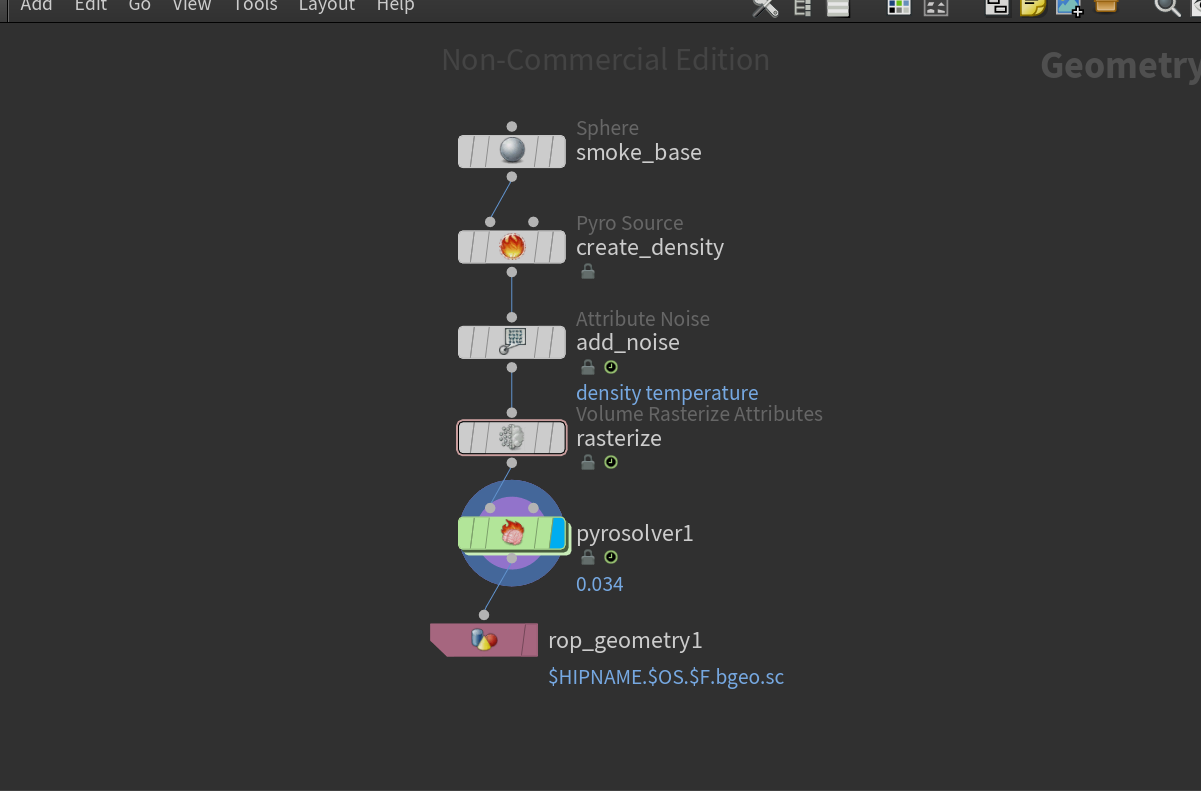 Add Edit Go View Tools Layout Help
Non-Commercial Edition
Geometry
Sphere
smoke_base
Pyro Source
create_density
Attribute Noise
add_noise
density temperature
Volume Rasterize Attributes
rasterize
pyrosolver1
0.034
rop_geometry1
$HIPNAME.$OS.$F.bgeo.sc